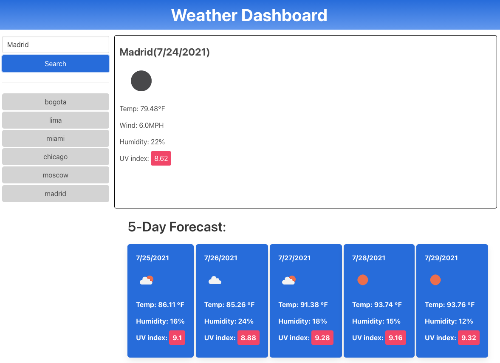 Weather Dashboard
Madrid
Search
bogota
lima
miami
chicago
moscow
madrid
Madrid(7/24/2021)
Temp: 79.48°F
Wind: 6.0MPH
Humidity: 22%
UV index: 8.62
5-Day Forecast:
7/25/2021
Temp: 86.11 °F
Humidity: 16%
UV index: 9.1
7/26/2021
Temp: 85.26 °F
Humidity: 24%
UV index: 8.88
7/27/2021
Temp: 91.38 °F
Humidity: 18%
UV index: 9.28
7/28/2021
Temp: 93.74 °F
Humidity: 15%
UV index: 9.16
7/29/2021
Temp: 93.76 °F
Humidity: 12%
UV index: 9.32